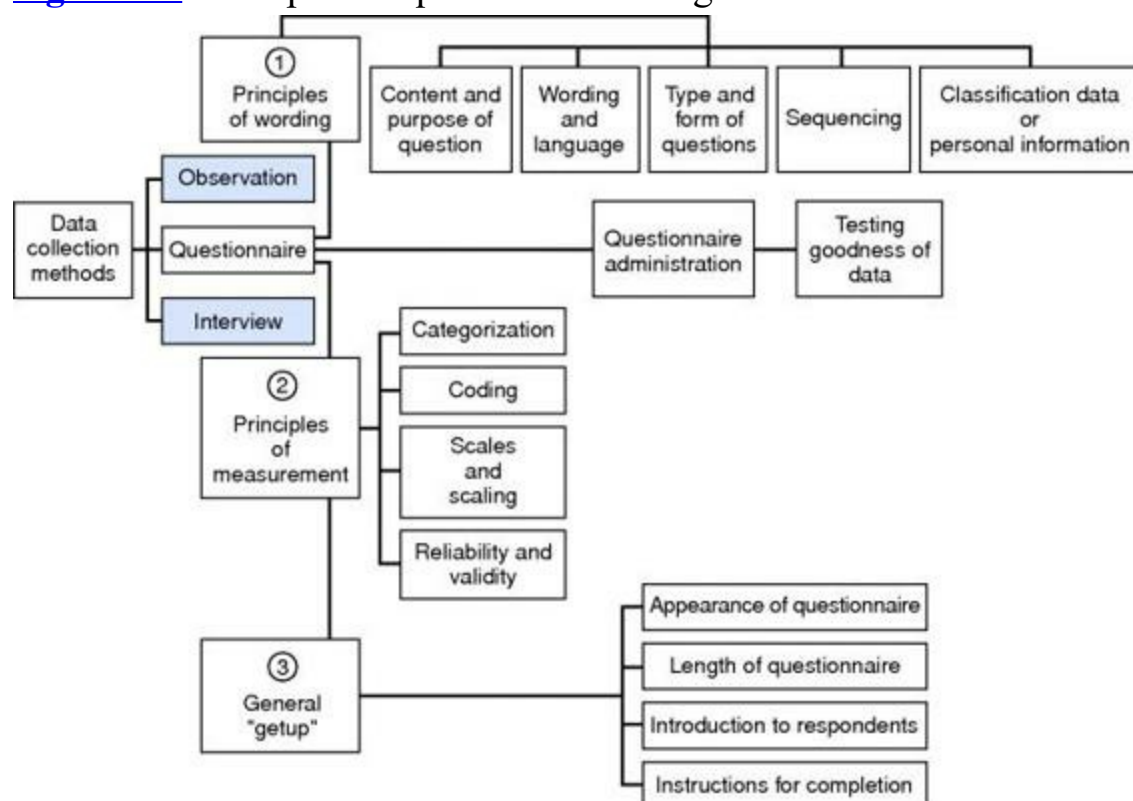 ①
Principles
of wording
Content and
purpose of
question
Wording
and
language
Type and
form of
questions
Sequencing
Classification data
or
personal information
Observation
Data
collection
methods
Questionnaire
Interview
Questionnaire
administration
Testing
goodness of
data
②
Principles
of
measurement
Categorization
Coding
Scales
and
scaling
Reliability and
validity
③
General
"getup"
Appearance of questionnaire
Length of questionnaire
Introduction to respondents
Instructions for completion